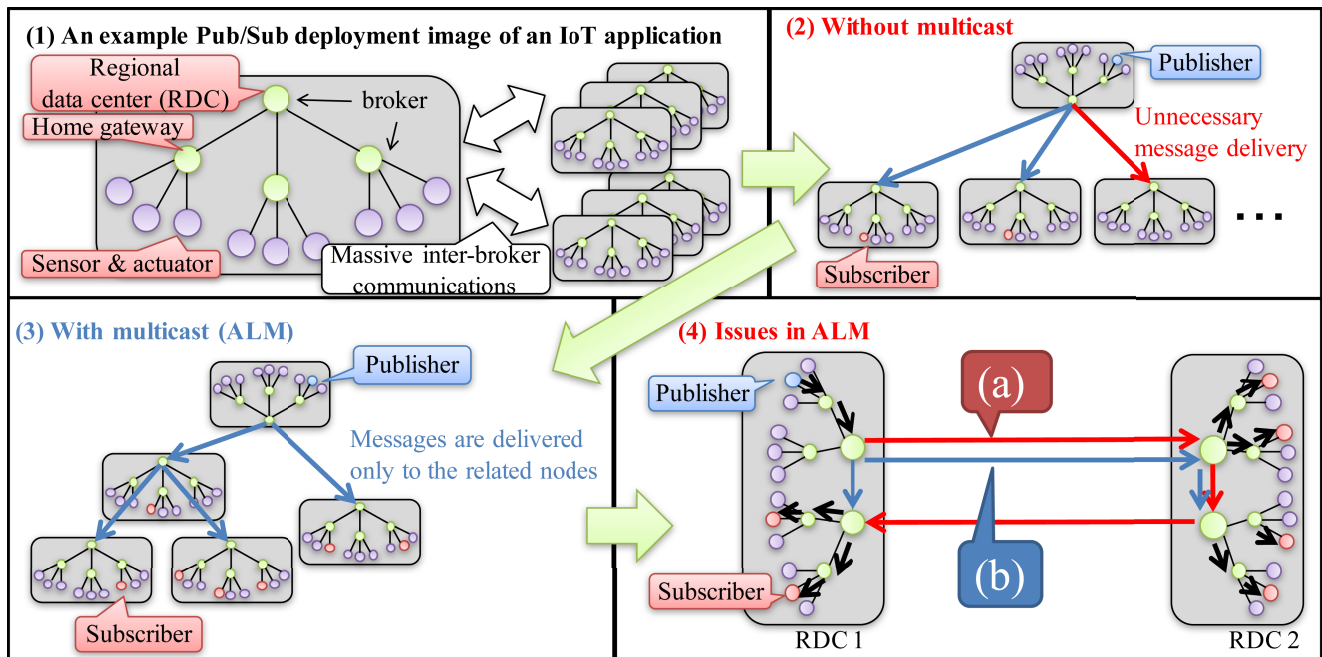 (1) An example Pub/Sub deployment image of an IoT application
Regional
data center (RDC)
broker
Home gateway
Sensor & actuator
Massive inter-broker
communications
(2) Without multicast
Publisher
Unnecessary
message delivery
...
Subscriber
(3) With multicast (ALM)
Publisher
Messages are delivered
only to the related nodes
Subscriber
(4) Issues in ALM
Publisher
(a)
(b)
Subscriber
RDC 1
RDC 2